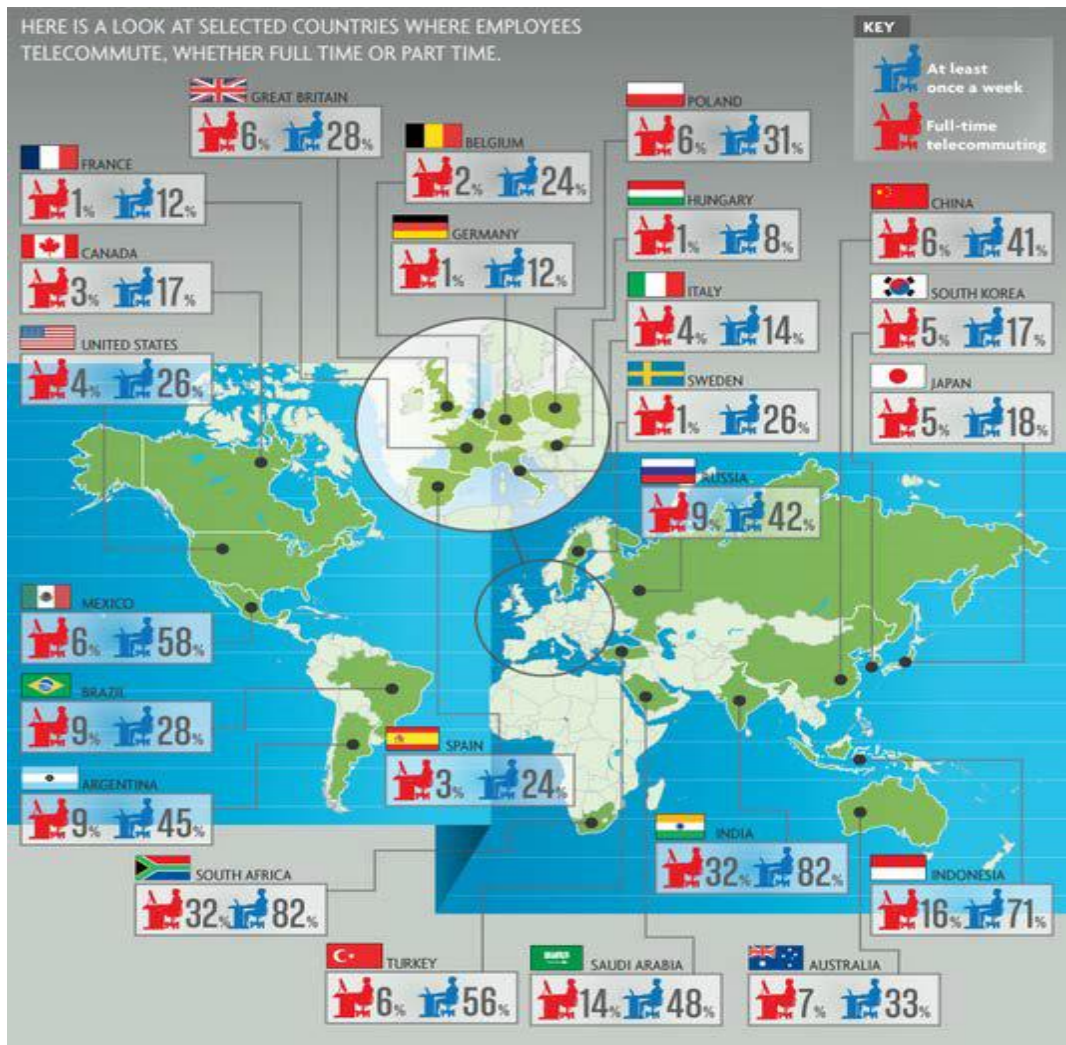 HERE IS A LOOK AT SELECTED COUNTRIES WHERE EMPLOYEES
TELECOMMUTE, WHETHER FULL TIME OR PART TIME.
KEY
At least
once a week
Full-time
telecommuting
GREAT BRITAIN
6% 28%
BELGIUM
2% 24%
POLAND
6% 31%
FRANCE
1% 12%
GERMANY
1% 12%
HUNGARY
1% 8%
CHINA
6% 41%
CANADA
3% 17%
ITALY
4% 14%
SOUTH KOREA
5% 17%
UNITED STATES
4% 26%
SWEDEN
1% 26%
JAPAN
5% 18%
RUSSIA
9% 42%
MEXICO
6% 58%
BRAZIL
9% 28%
SPAIN
3% 24%
ARGENTINA
9% 45%
INDIA
32% 82%
SOUTH AFRICA
32% 82%
INDONESIA
16% 71%
TURKEY
6% 56%
SAUDI ARABIA
14% 48%
AUSTRALIA
7% 33%